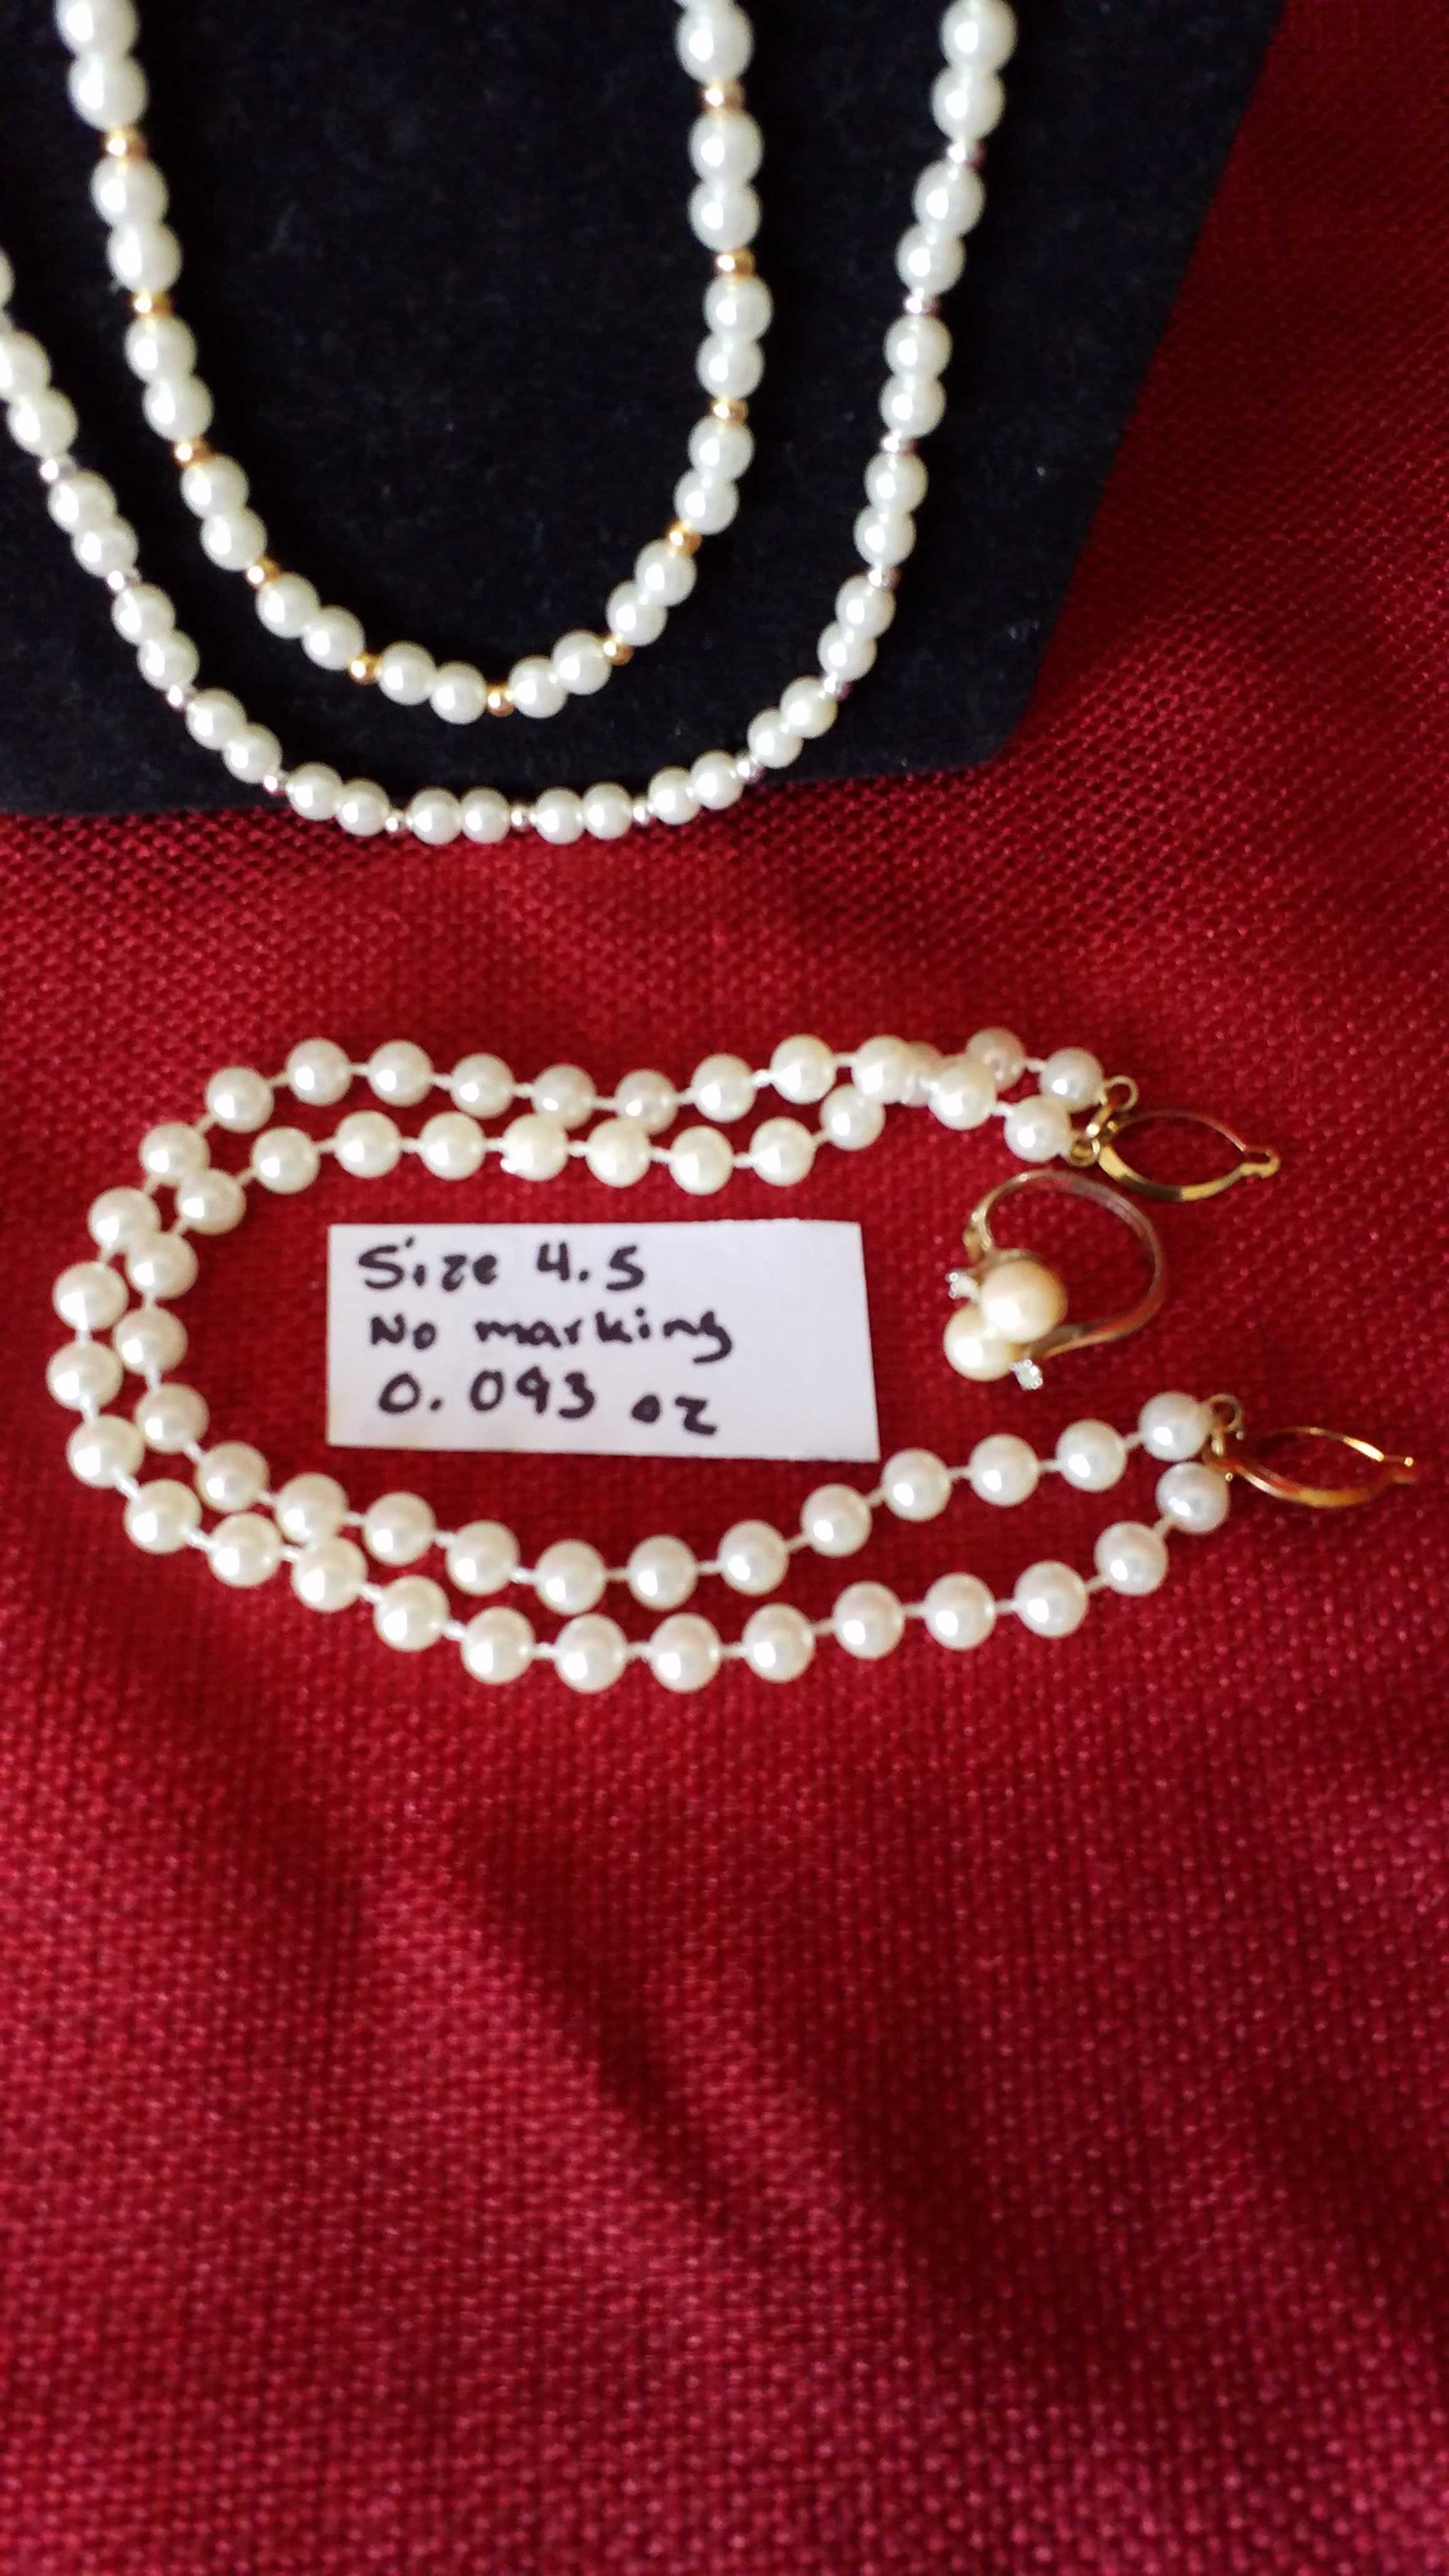 Size 4.5
No marking
0.093 oz